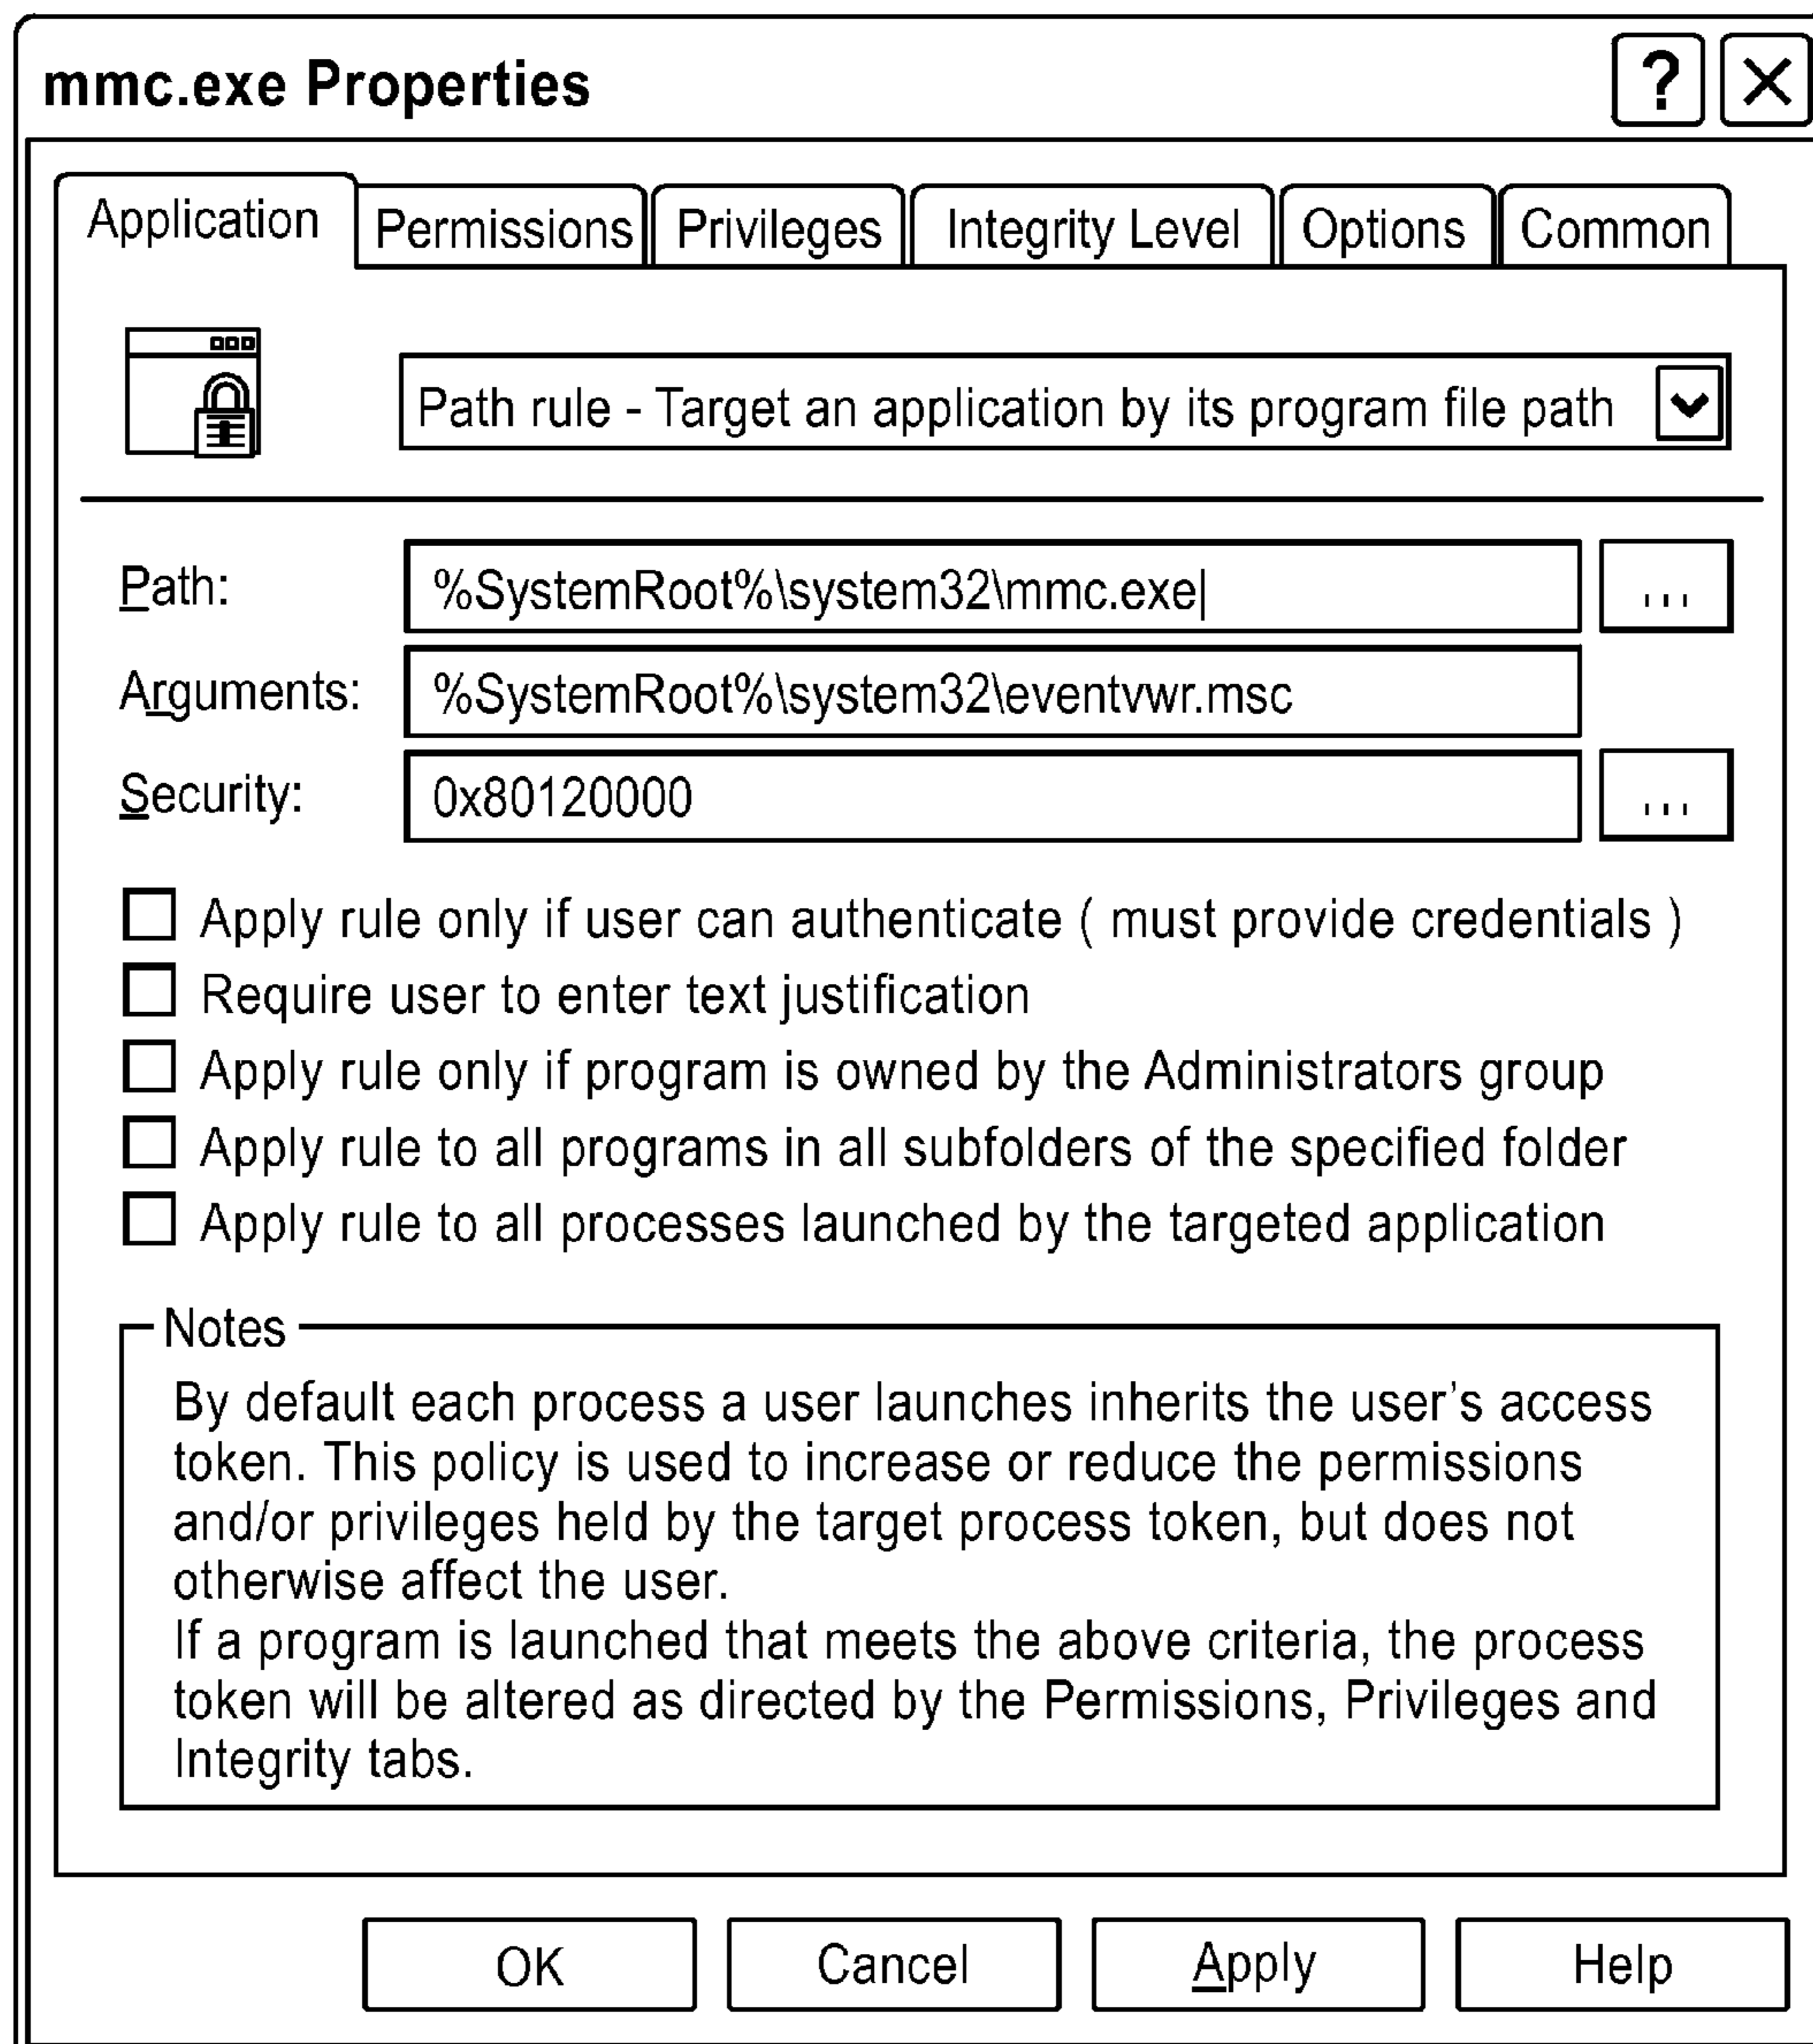 mmc.exe Properties
?
Application Permissions Privileges Integrity Level Options Common
Path rule - Target an application by its program file path
Path: %SystemRoot%\system32\mmc.exe ...
Arguments: %SystemRoot%\system32\eventvwr.msc
Security: 0x80120000 ...
Apply rule only if user can authenticate ( must provide credentials )
Require user to enter text justification
Apply rule only if program is owned by the Administrators group
Apply rule to all programs in all subfolders of the specified folder
Apply rule to all processes launched by the targeted application
Notes
By default each process a user launches inherits the user's access
token. This policy is used to increase or reduce the permissions
and/or privileges held by the target process token, but does not
otherwise affect the user.
If a program is launched that meets the above criteria, the process
token will be altered as directed by the Permissions, Privileges and
Integrity tabs.
OK Cancel Apply Help